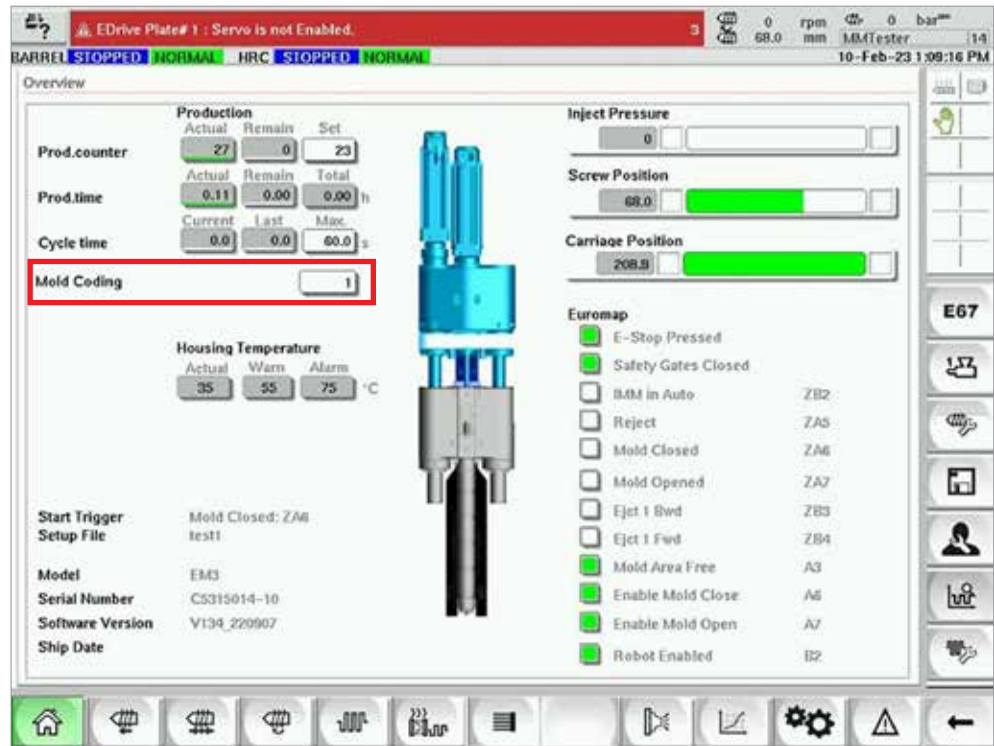 EDrive Plate# 1 : Servo is not Enabled. 3
0 rpm 0 bar
68.0 mm MMTester 14
BARREL STOPPED NORMAL HRC STOPPED NORMAL 10-Feb-23 1:09:16 PM
Overview
Production
Actual Remain Set
Prod.counter 27 0 23
Actual Remain Total
Prod.time 0.11 0.00 0.00 h
Current Last Max.
Cycle time 0.0 0.0 60.0 s
Mold Coding 1
Housing Temperature
Actual Warn Alarm
35 55 75 °C
Start Trigger Mold Closed: ZA6
Setup File test1
Model EM3
Serial Number C5315014-10
Software Version V134_220907
Ship Date
Inject Pressure
0
Screw Position
68.0
Carriage Position
208.9
Euromap
E-Stop Pressed
Safety Gates Closed
IMM in Auto ZB2
Reject ZA5
Mold Closed ZA6
Mold Opened ZA7
Ejct 1 Bwd ZB3
Ejct 1 Fwd ZB4
Mold Area Free A3
Enable Mold Close A6
Enable Mold Open A7
Robot Enabled B2
E67